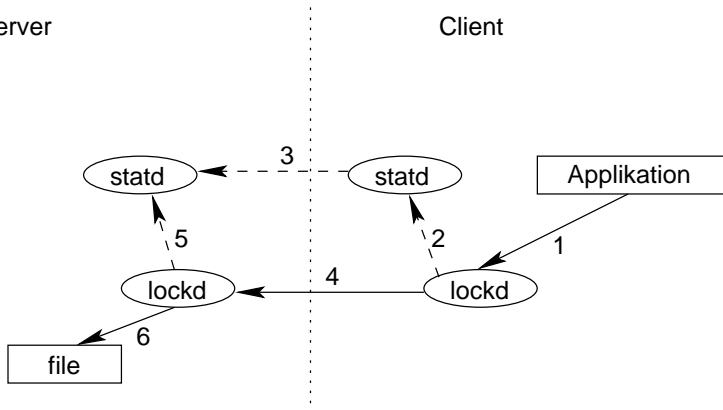 erver
Client
3
statd
statd
Applikation
5
2
1
4
lockd
lockd
6
file